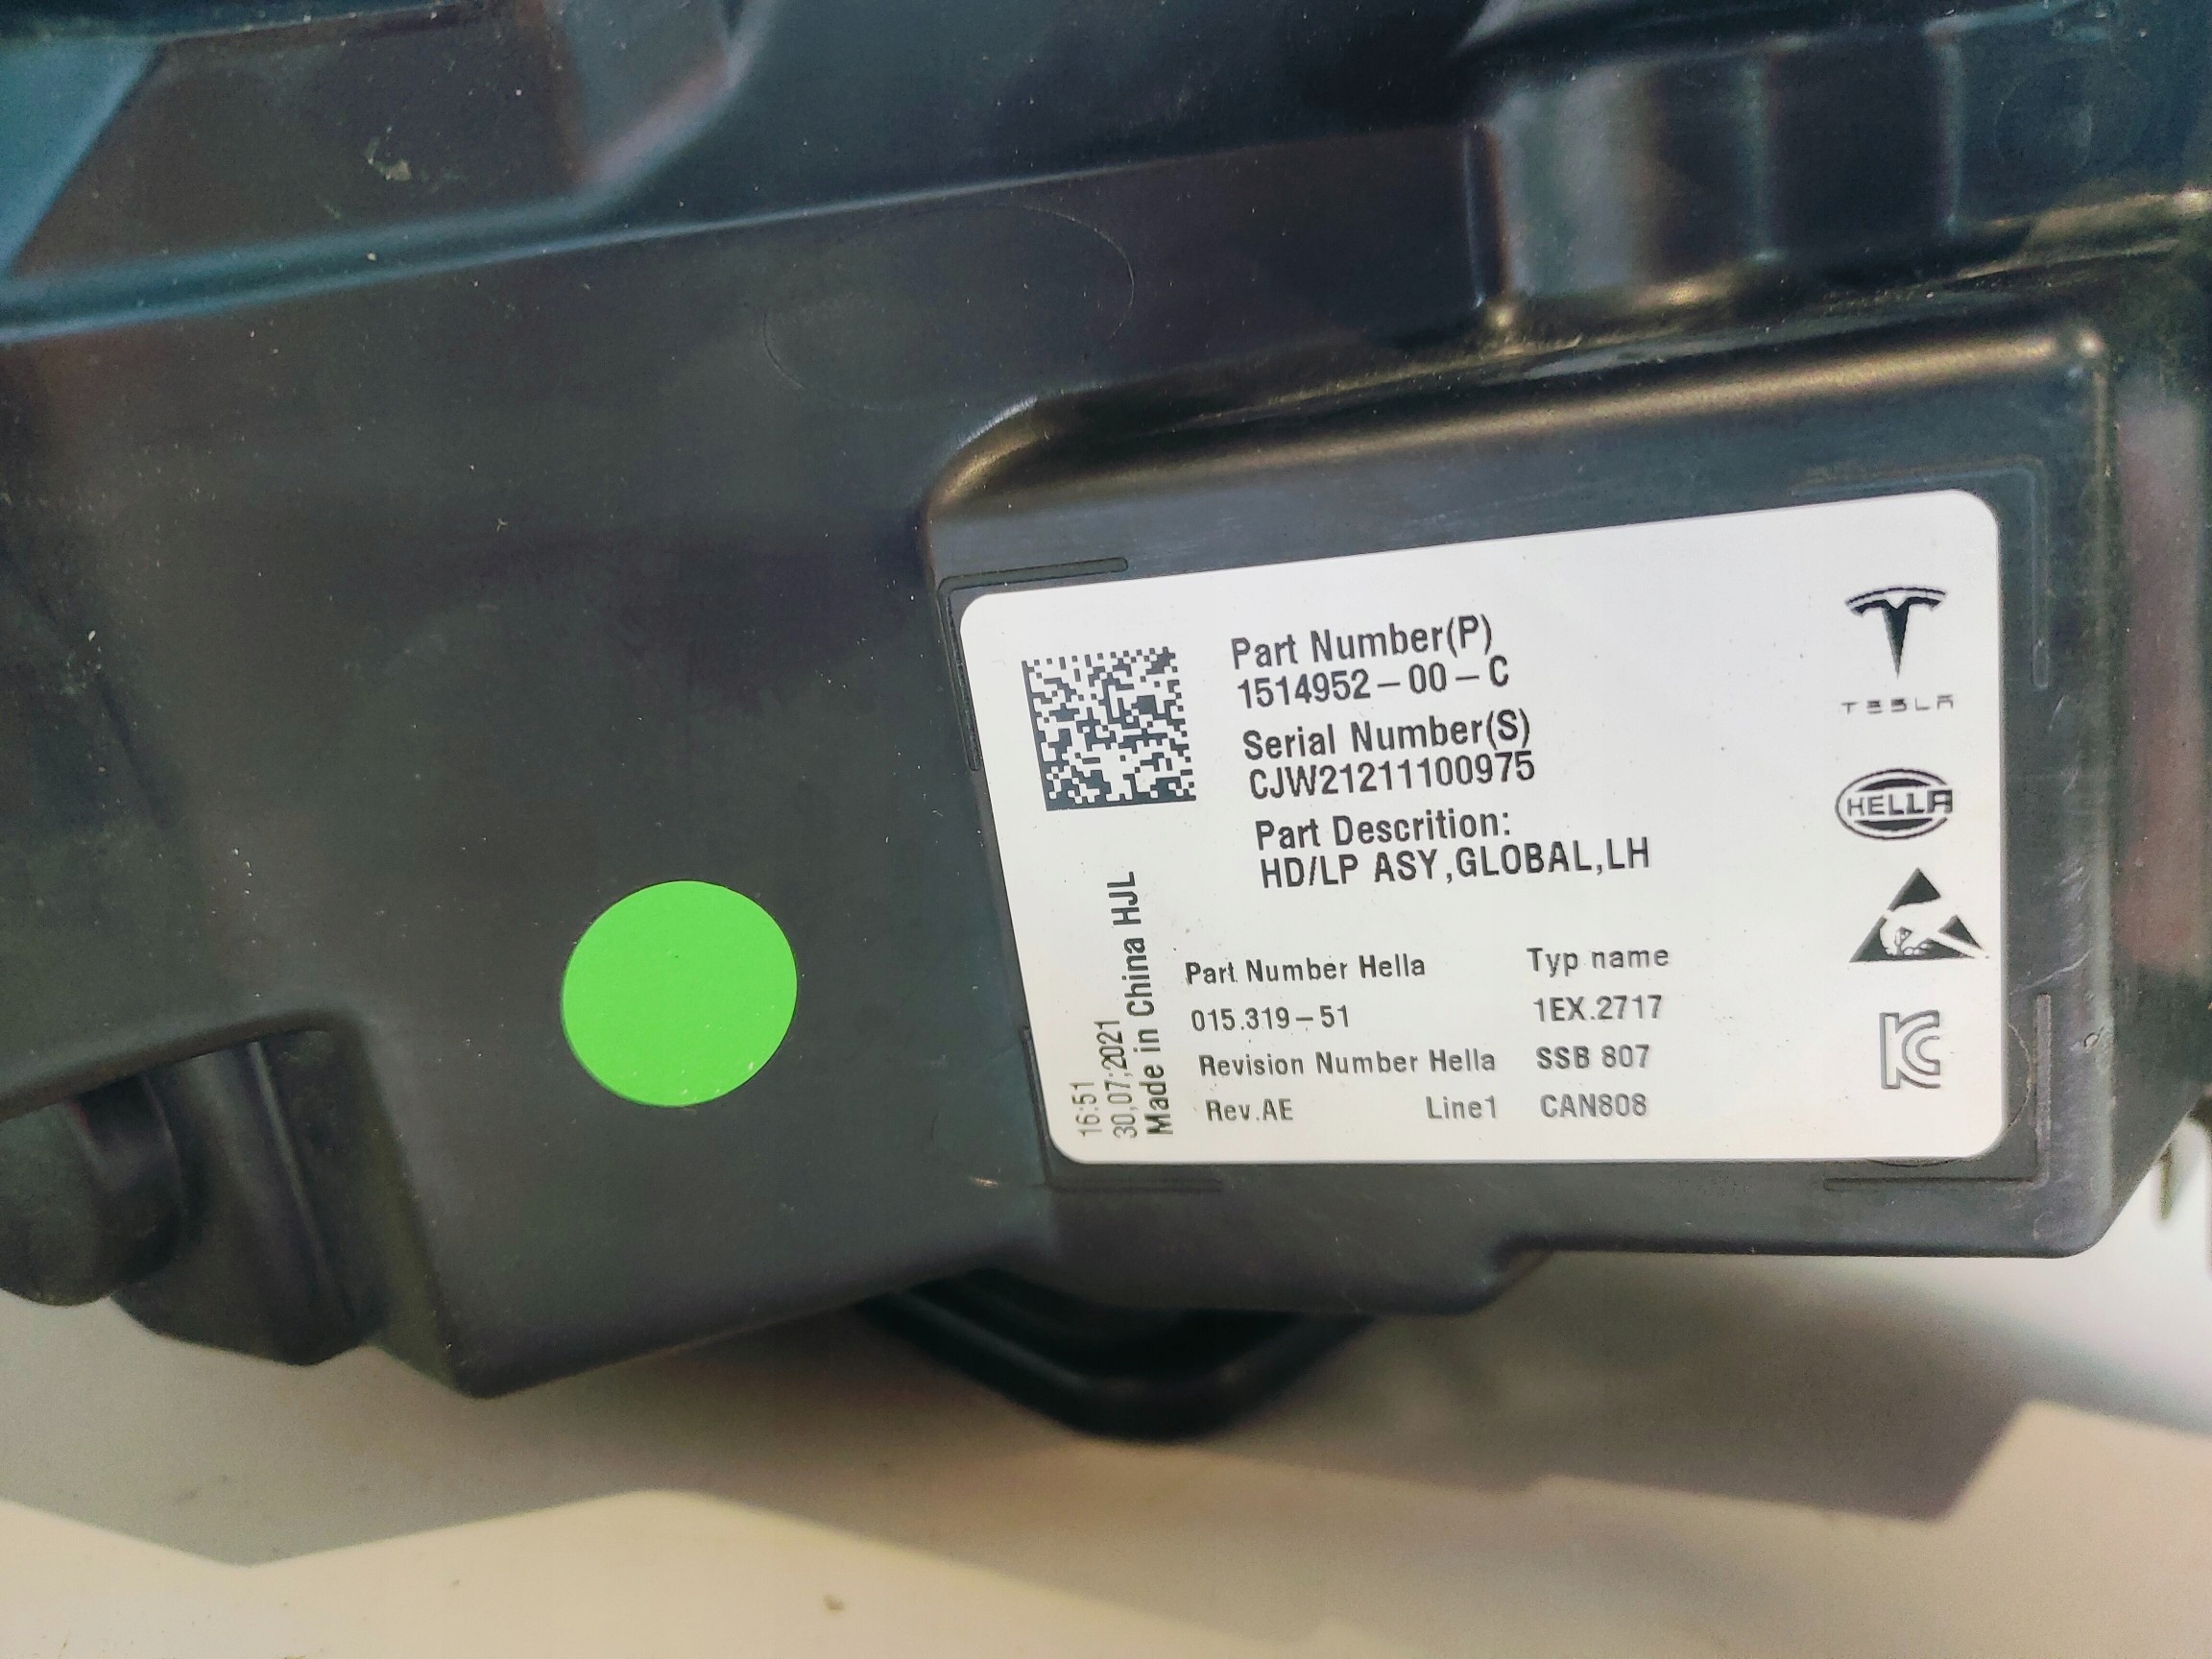 Part Number(P)
1514952-00-C
Serial Number(S)
CJW21211100975
Part Descrition:
HD/LP ASY,GLOBAL,LH
Part Number Hella
015.319-51
Revision Number Hella
Rev.AE Line1
Typ name
1EX.2717
SSB 807
CAN808
16:51
30,07,2021
Made in China HJL
TESLA
HELLA